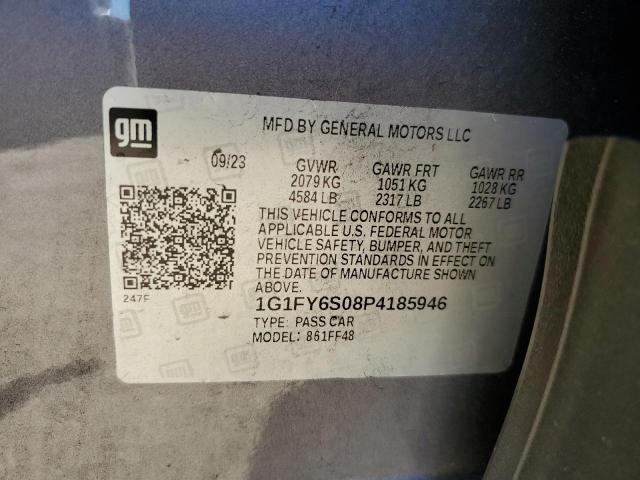 gm
MFD BY GENERAL MOTORS LLC
09/23 GVWR GAWR FRT GAWR RR
2079 KG 1051 KG 1028 KG
4584 LB 2317 LB 2267 LB
THIS VEHICLE CONFORMS TO ALL
APPLICABLE U.S. FEDERAL MOTOR
VEHICLE SAFETY, BUMPER, AND THEFT
PREVENTION STANDARDS IN EFFECT ON
THE DATE OF MANUFACTURE SHOWN
ABOVE.
247F
1G1FY6S08P4185946
TYPE: PASS CAR
MODEL: 861FF48